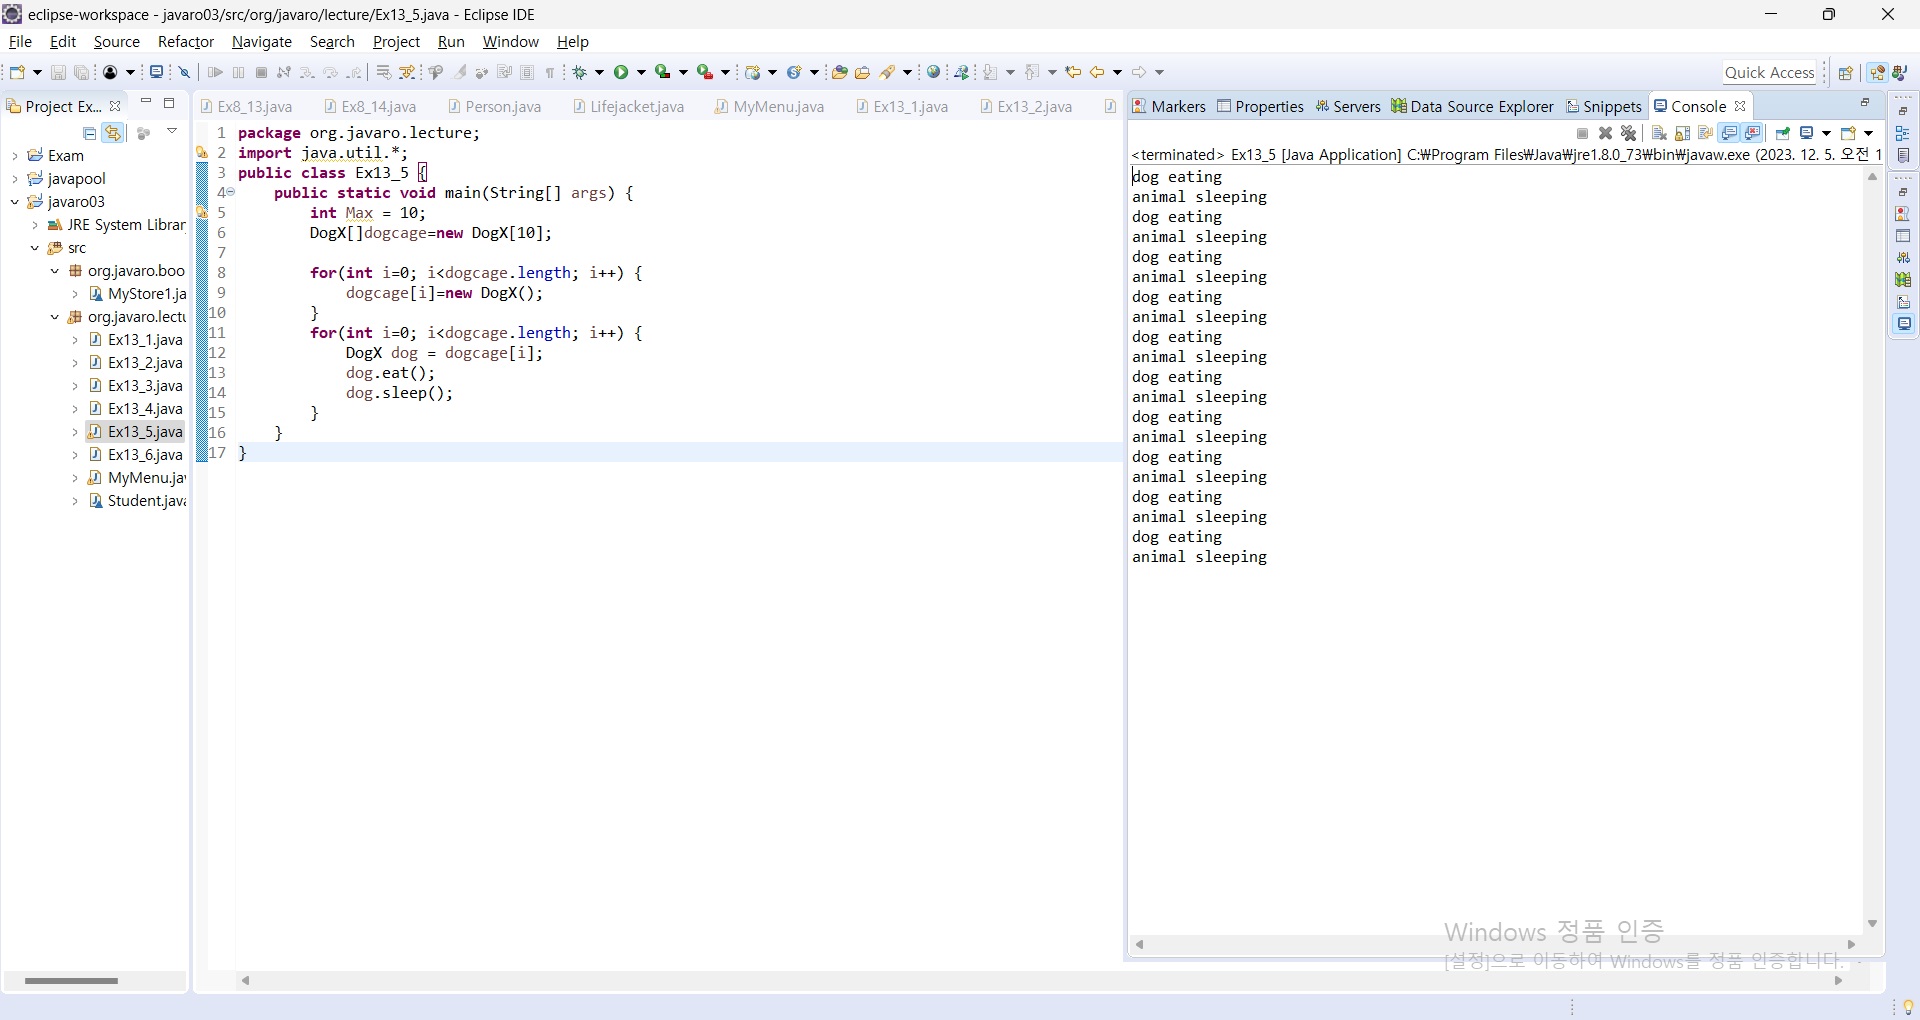 eclipse-workspace - javaro03/src/org/javaro/lecture/Ex13_5.java - Eclipse IDE
File Edit Source Refactor Navigate Search Project Run Window Help
Quick Access
Project Ex...
Exam
javapool
javaro03
JRE System Librar
src
org.javaro.boo
MyStore1.ja
org.javaro.lectu
Ex13_1.java
Ex13_2.java
Ex13_3.java
Ex13_4.java
Ex13_5.java
Ex13_6.java
MyMenu.jav
Student.java
Ex8_13.java Ex8_14.java Person.java Lifejacket.java MyMenu.java Ex13_1.java Ex13_2.java
1 package org.javaro.lecture;
2 import java.util.*;
3 public class Ex13_5 {
4 public static void main(String[] args) {
5 int Max = 10;
6 DogX[]dogcage=new DogX[10];
7
8 for(int i=0; i<dogcage.length; i++) {
9 dogcage[i]=new DogX();
10 }
11 for(int i=0; i<dogcage.length; i++) {
12 DogX dog = dogcage[i];
13 dog.eat();
14 dog.sleep();
15 }
16 }
17 }
Markers Properties Servers Data Source Explorer Snippets Console
<terminated> Ex13_5 [Java Application] C:₩Program Files₩Java₩jre1.8.0_73₩bin₩javaw.exe (2023. 12. 5. 오전 1
dog eating
animal sleeping
dog eating
animal sleeping
dog eating
animal sleeping
dog eating
animal sleeping
dog eating
animal sleeping
dog eating
animal sleeping
dog eating
animal sleeping
dog eating
animal sleeping
dog eating
animal sleeping
dog eating
animal sleeping
Windows 정품 인증
[설정]으로 이동하여 Windows를 정품 인증합니다.